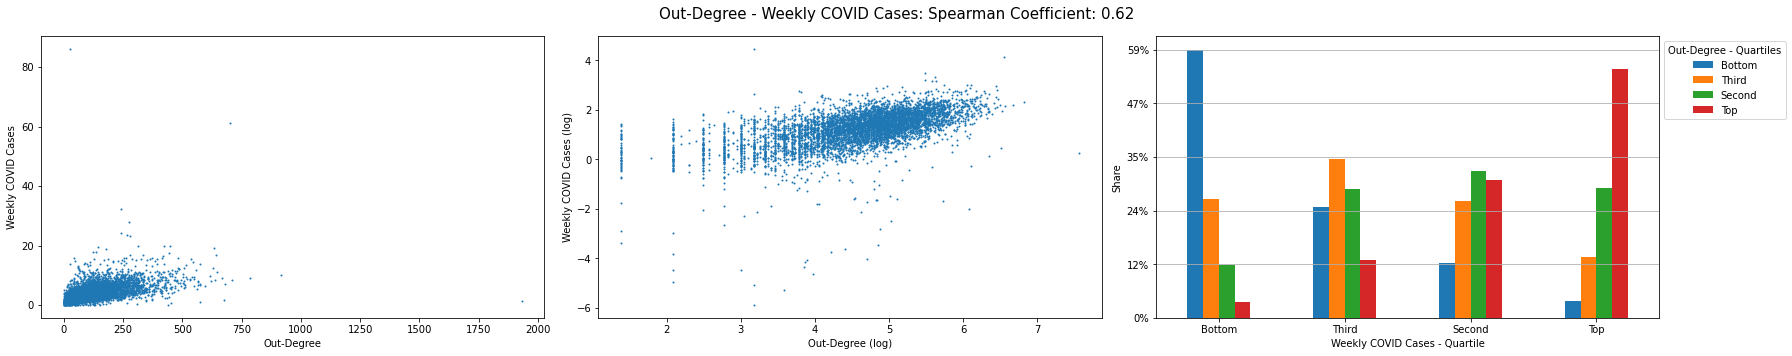 Out-Degree - Weekly COVID Cases: Spearman Coefficient: 0.62
Weekly COVID Cases
80
60
40
20
0
0 250 500 750 1000 1250 1500 1750 2000
Out-Degree
Weekly COVID Cases (log)
4
2
0
−2
−4
−6
2 3 4 5 6 7
Out-Degree (log)
Share
59%
47%
35%
24%
12%
0%
Bottom Third Second Top
Weekly COVID Cases - Quartile
Out-Degree - Quartiles
Bottom
Third
Second
Top